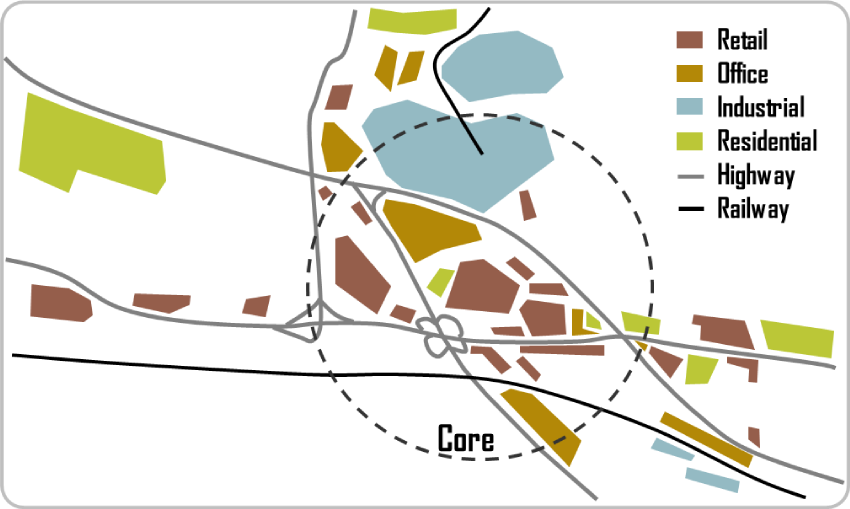 Retail
Office
Industrial
Residential
Highway
Railway
Core